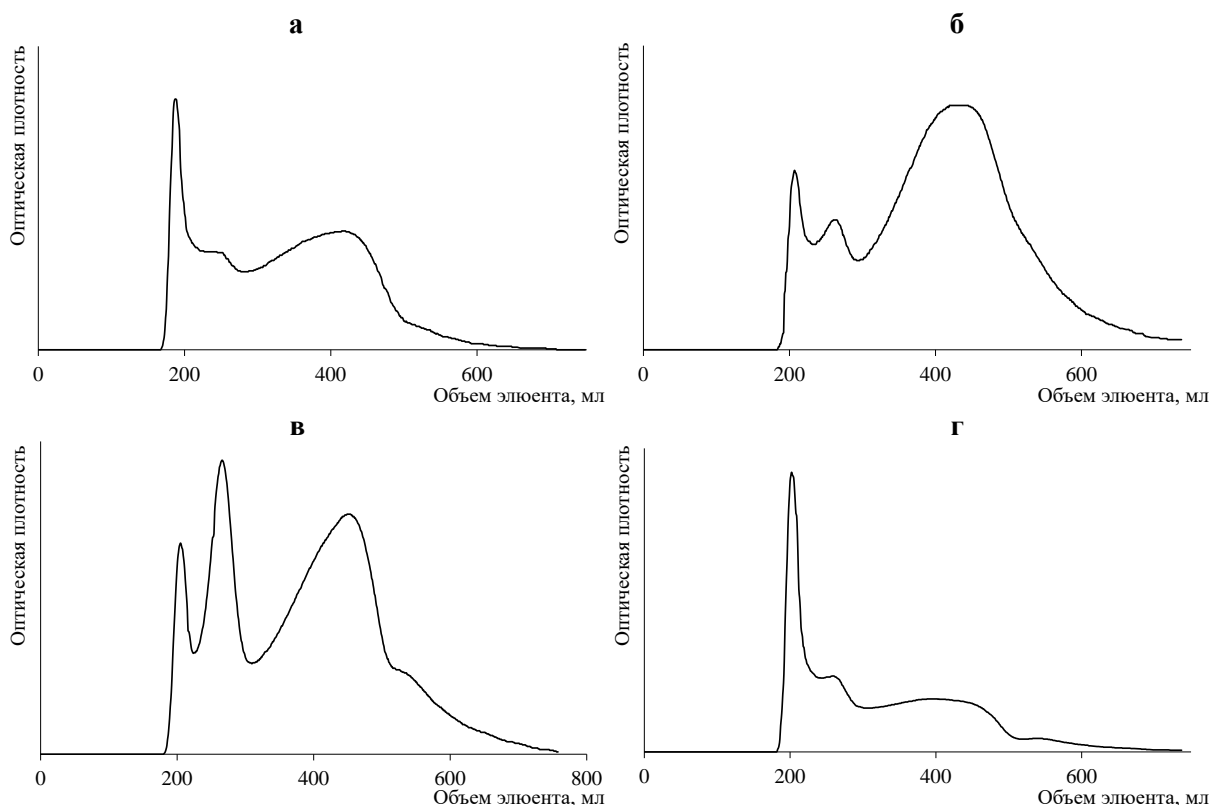 а
Оптическая плотность
0 200 400 600
Объем элюента, мл
б
Оптическая плотность
0 200 400 600
Объем элюента, мл
в
Оптическая плотность
0 200 400 600 800
Объем элюента, мл
г
Оптическая плотность
0 200 400 600
Объем элюента, мл